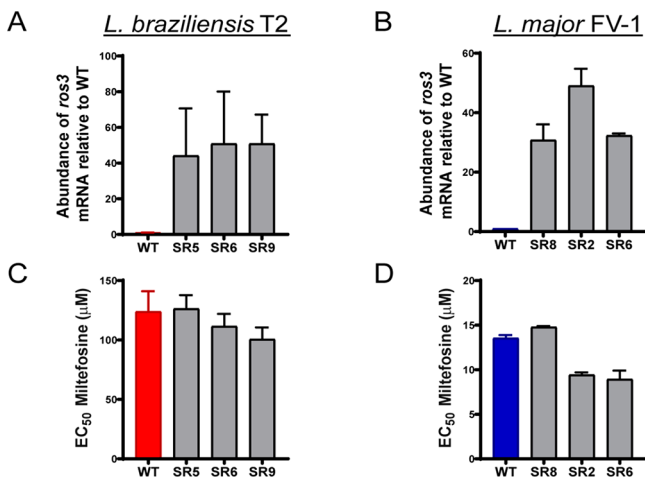 A
L. braziliensis T2
Abundance of ros3
mRNA relative to WT
100
80
60
40
20
0
WT SR5 SR6 SR9
B
L. major FV-1
Abundance of ros3
mRNA relative to WT
60
40
20
0
WT SR8 SR2 SR6
C
EC50 Miltefosine (μM)
150
100
50
0
WT SR5 SR6 SR9
D
EC50 Miltefosine (μM)
20
15
10
5
0
WT SR8 SR2 SR6